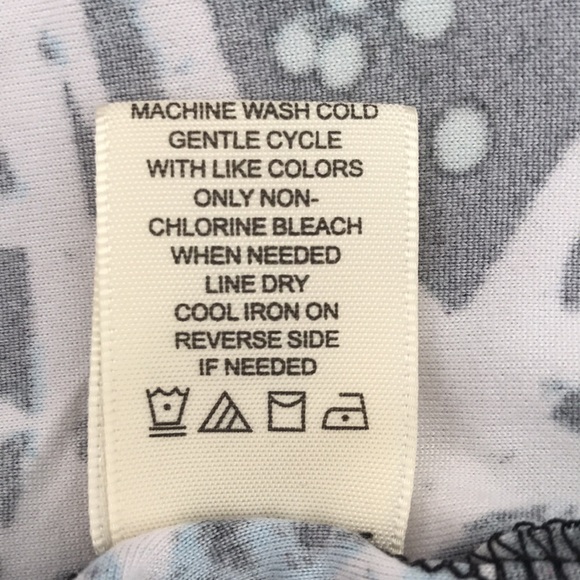 MACHINE WASH COLD
GENTLE CYCLE
WITH LIKE COLORS
ONLY NON-
CHLORINE BLEACH
WHEN NEEDED
LINE DRY
COOL IRON ON
REVERSE SIDE
IF NEEDED